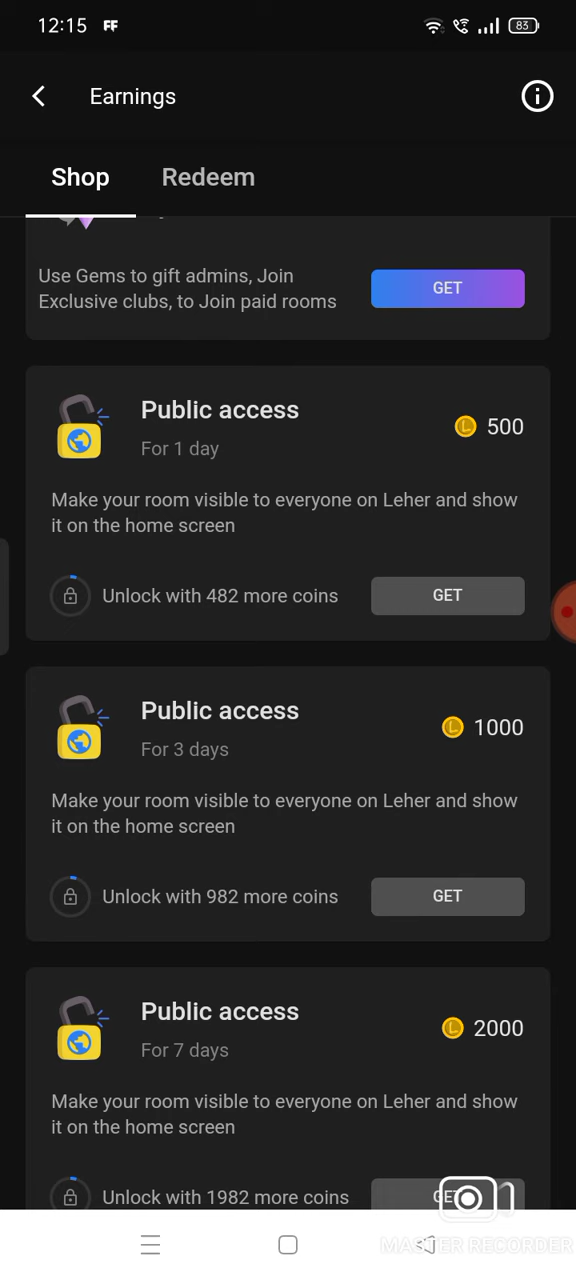 12:15 FF 83
Earnings
Shop Redeem
Use Gems to gift admins, Join
Exclusive clubs, to Join paid rooms
GET
Public access
500
For 1 day
Make your room visible to everyone on Leher and show
it on the home screen
Unlock with 482 more coins
GET
Public access
1000
For 3 days
Make your room visible to everyone on Leher and show
it on the home screen
Unlock with 982 more coins
GET
Public access
2000
For 7 days
Make your room visible to everyone on Leher and show
it on the home screen
Unlock with 1982 more coins
GET
MASTER RECORDER